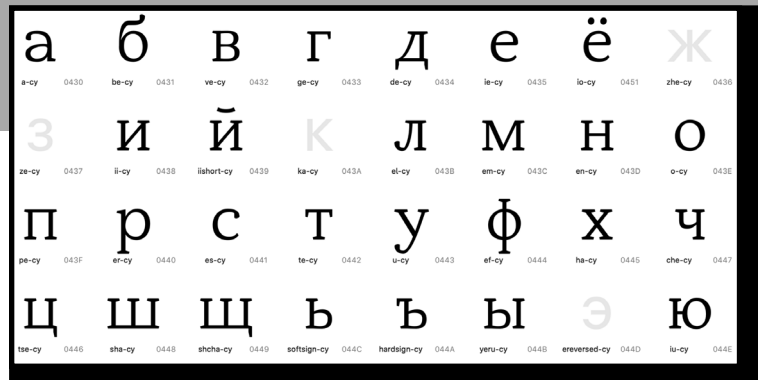 а б в г д е ё ж
a-cy 0430 be-cy 0431 ve-cy 0432 ge-cy 0433 de-cy 0434 ie-cy 0435 io-cy 0451 zhe-cy 0436
з и й к л м н о
ze-cy 0437 ii-cy 0438 iishort-cy 0439 ka-cy 043A el-cy 043B em-cy 043C en-cy 043D o-cy 043E
п р с т у ф х ч
pe-cy 043F er-cy 0440 es-cy 0441 te-cy 0442 u-cy 0443 ef-cy 0444 ha-cy 0445 che-cy 0447
ц ш щ ь ъ ы э ю
tse-cy 0446 sha-cy 0448 shcha-cy 0449 softsign-cy 044C hardsign-cy 044A yeru-cy 044B ereversed-cy 044D iu-cy 044E